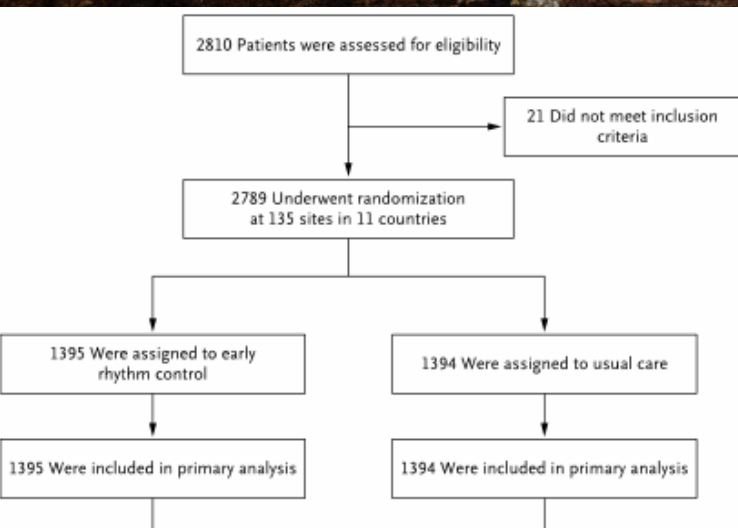 2810 Patients were assessed for eligibility
21 Did not meet inclusion
criteria
2789 Underwent randomization
at 135 sites in 11 countries
1395 Were assigned to early
rhythm control
1394 Were assigned to usual care
1395 Were included in primary analysis
1394 Were included in primary analysis